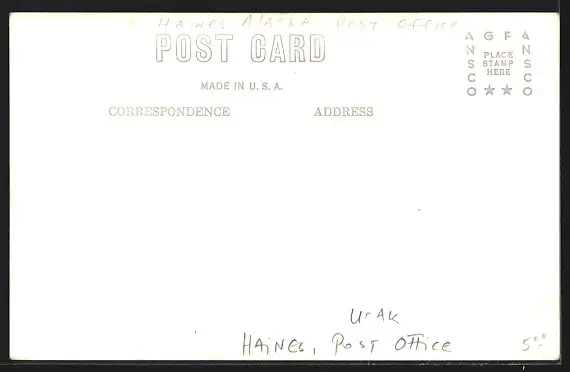 HAINES ALASKA POST OFFICE
POST CARD
MADE IN U. S. A.
CORRESPONDENCE
ADDRESS
AGFA
ANSCO
ANSCO
PLACE
STAMP
HERE
HAINES, POST OFFICE
5.00